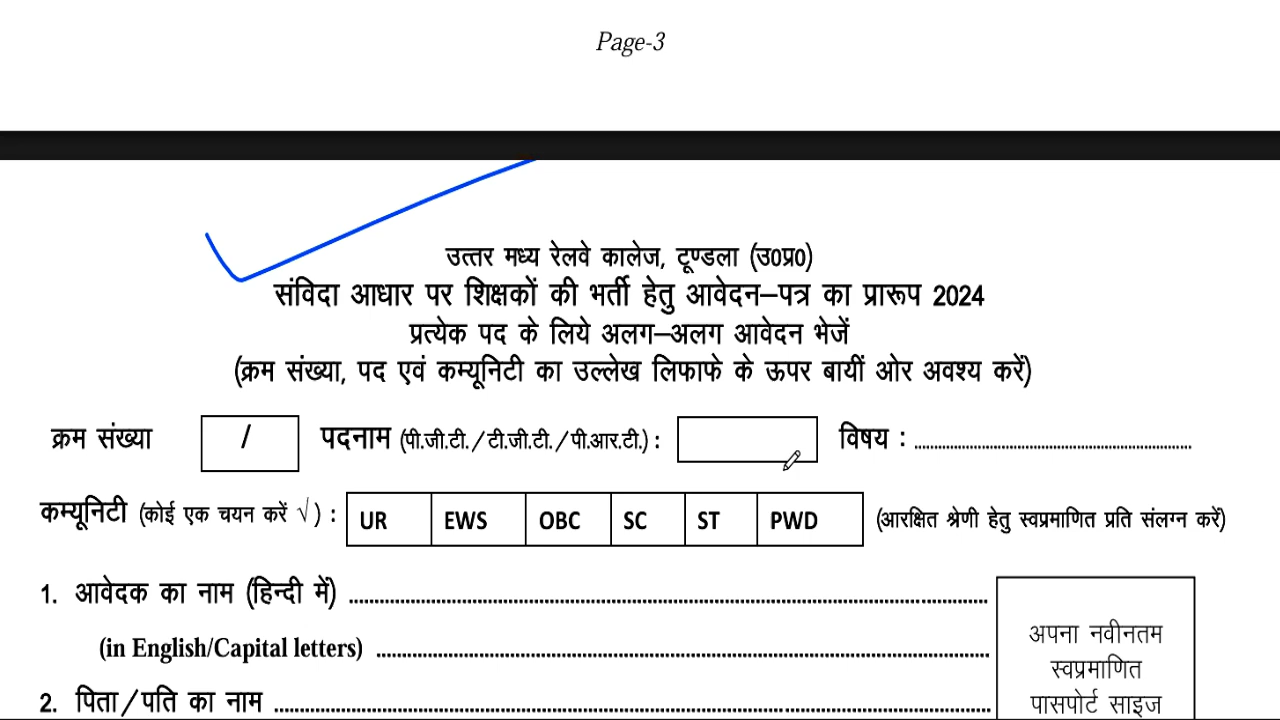 Page-3
उत्तर मध्य रेलवे कालेज, टूण्डला (उ0प्र0)
संविदा आधार पर शिक्षकों की भर्ती हेतु आवेदन–पत्र का प्रारूप 2024
प्रत्येक पद के लिये अलग–अलग आवेदन भेजें
(क्रम संख्या, पद एवं कम्यूनिटी का उल्लेख लिफाफे के ऊपर बायीं ओर अवश्य करें)
क्रम संख्या / पदनाम (पी.जी.टी./टी.जी.टी./पी.आर.टी.) : विषय : ........................................
कम्यूनिटी (कोई एक चयन करें √) : UR EWS OBC SC ST PWD (आरक्षित श्रेणी हेतु स्वप्रमाणित प्रति संलग्न करें)
1. आवेदक का नाम (हिन्दी में) ........................................
(in English/Capital letters) ........................................
2. पिता/पति का नाम ........................................
अपना नवीनतम
स्वप्रमाणित
पासपोर्ट साइज